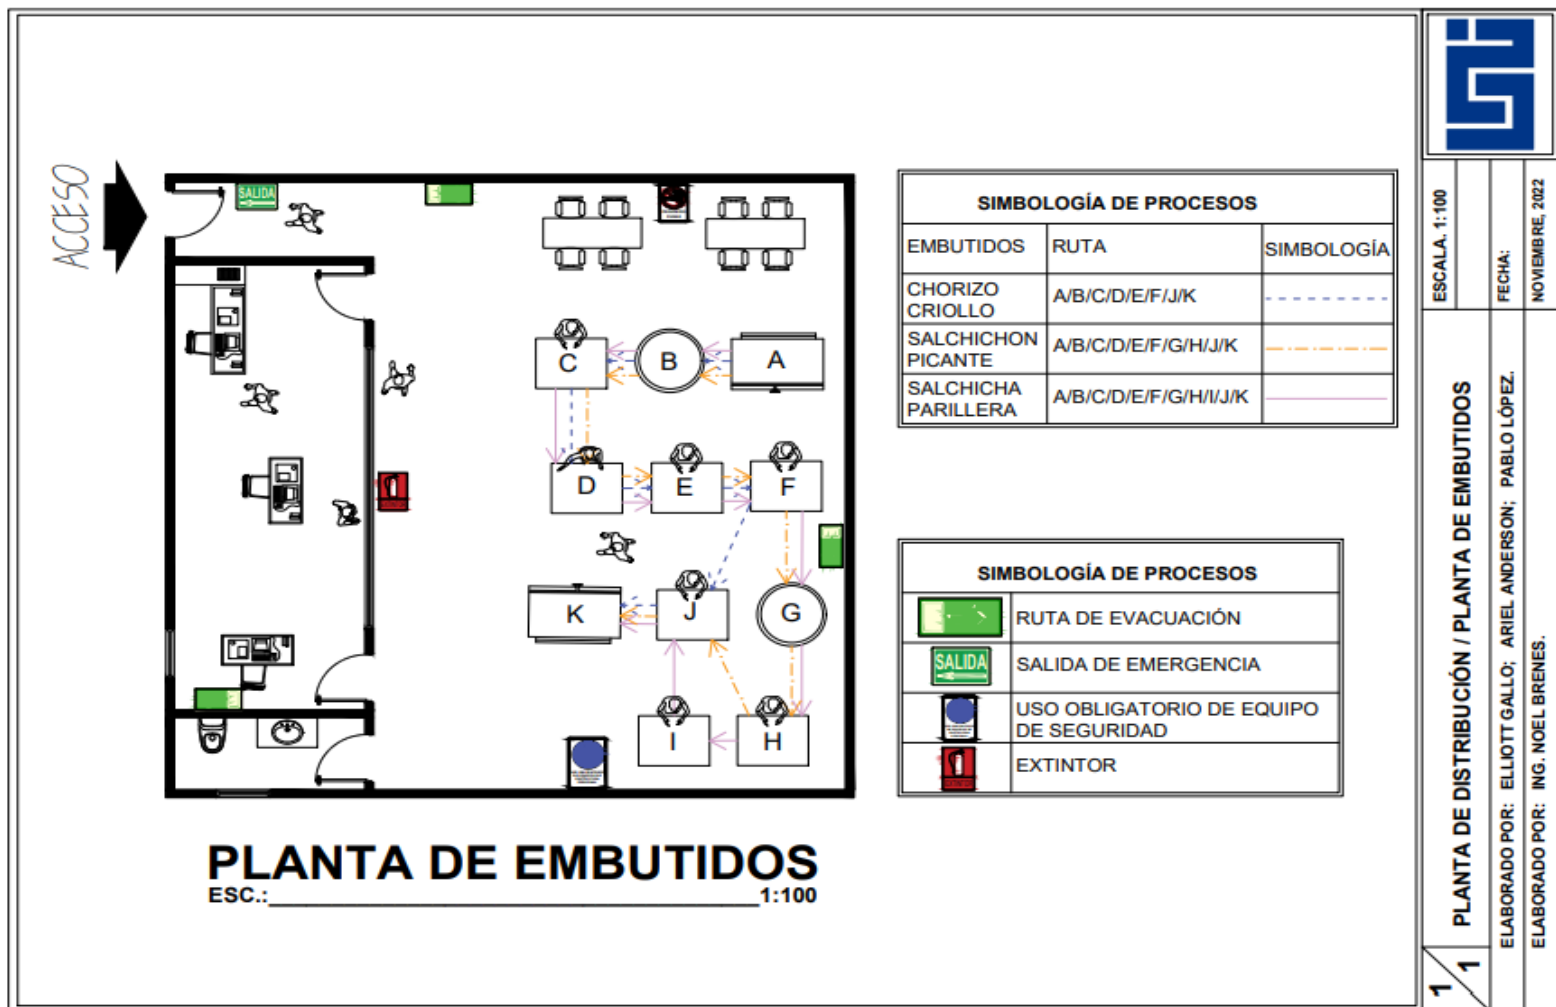 ACCESO
SALIDA
C
B
A
D
E
F
K
J
G
I
H
PLANTA DE EMBUTIDOS
ESC.: 1:100
SIMBOLOGÍA DE PROCESOS
EMBUTIDOS RUTA SIMBOLOGÍA
CHORIZO CRIOLLO A/B/C/D/E/F/J/K
SALCHICHON PICANTE A/B/C/D/E/F/G/H/J/K
SALCHICHA PARILLERA A/B/C/D/E/F/G/H/I/J/K
SIMBOLOGÍA DE PROCESOS
RUTA DE EVACUACIÓN
SALIDA
SALIDA DE EMERGENCIA
USO OBLIGATORIO DE EQUIPO
DE SEGURIDAD
EXTINTOR
ESCALA. 1:100
FECHA:
NOVIEMBRE, 2022
PLANTA DE DISTRIBUCIÓN / PLANTA DE EMBUTIDOS
ELABORADO POR: ELLIOTT GALLO; ARIEL ANDERSON; PABLO LÓPEZ.
ELABORADO POR: ING. NOEL BRENES.
1/1